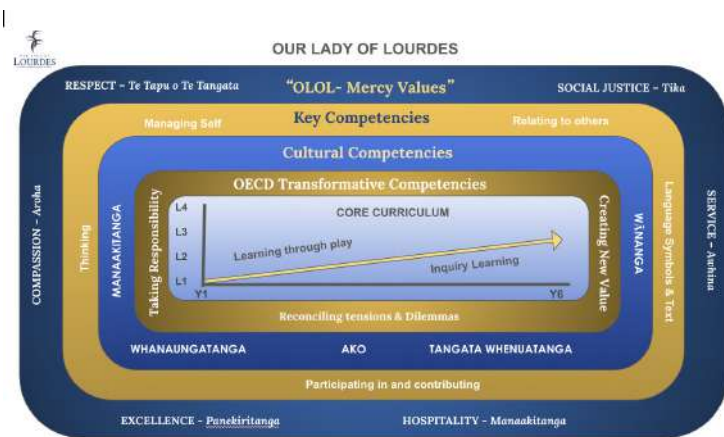 LOURDES
OUR LADY OF LOURDES
RESPECT – Te Tapu o Te Tangata
"OLOL- Mercy Values"
SOCIAL JUSTICE – Tika
Managing Self
Key Competencies
Relating to others
Cultural Competencies
OECD Transformative Competencies
COMPASSION – Aroha
Thinking
MANAAKITANGA
Taking Responsibility
L4
L3
L2
L1
CORE CURRICULUM
Learning through play
Inquiry Learning
Y1
Y6
Creating New Value
WĀNANGA
Language Symbols & Text
SERVICE – Awhina
Reconciling tensions & Dilemmas
WHANAUNGATANGA
AKO
TANGATA WHENUATANGA
Participating in and contributing
EXCELLENCE – Panekiritanga
HOSPITALITY – Manaakitanga